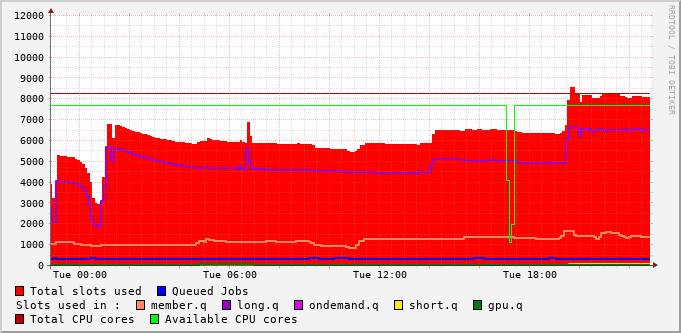 12000
11000
10000
9000
8000
7000
6000
5000
4000
3000
2000
1000
0
Tue 00:00 Tue 06:00 Tue 12:00 Tue 18:00
RRDTOOL / TOBI OETIKER
Total slots used Queued Jobs
Slots used in : member.q long.q ondemand.q short.q gpu.q
Total CPU cores Available CPU cores